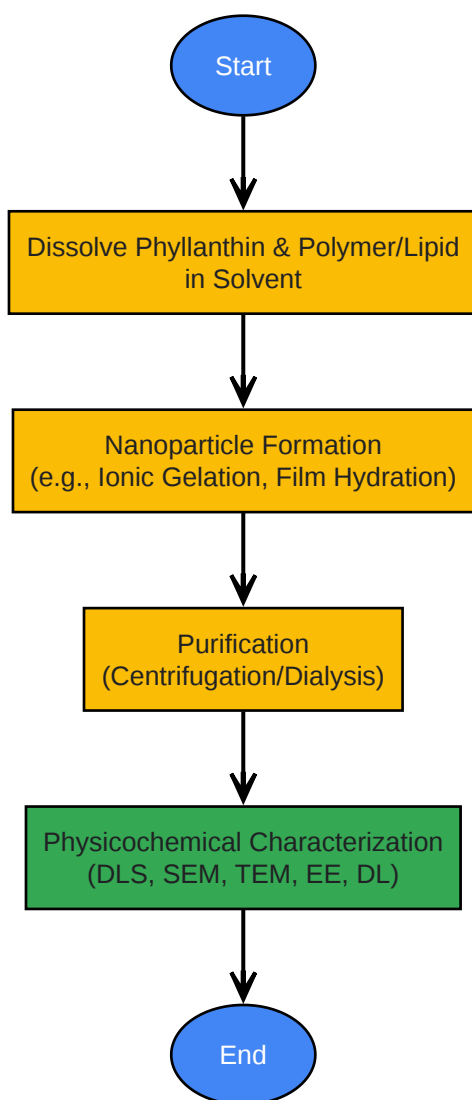 Start
Dissolve Phyllanthin & Polymer/Lipid
in Solvent
Nanoparticle Formation
(e.g., Ionic Gelation, Film Hydration)
Purification
(Centrifugation/Dialysis)
Physicochemical Characterization
(DLS, SEM, TEM, EE, DL)
End